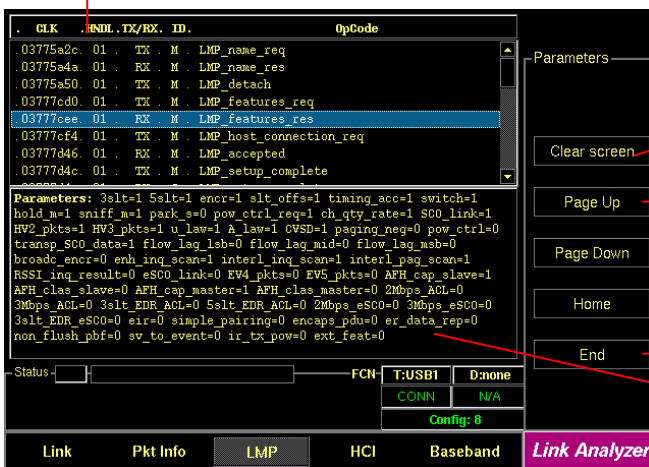 . CLK .HNDL.TX/RX. ID. OpCode
.03775a2c. 01 . TX . M . LMP_name_req
.03775a4a. 01 . RX . M . LMP_name_res
.03775a50. 01 . TX . M . LMP_detach
.03777cd0. 01 . TX . M . LMP_features_req
.03777cee. 01 . RX . M . LMP_features_res
.03777cf4. 01 . TX . M . LMP_host_connection_req
.03777d46. 01 . RX . M . LMP_accepted
.03777d4c. 01 . TX . M . LMP_setup_complete
Parameters: 3slt=1 5slt=1 encr=1 slt_offs=1 timing_acc=1 switch=1
hold_m=1 sniff_m=1 park_s=0 pow_ctrl_req=1 ch_qty_rate=1 SCO_link=1
HV2_pkts=1 HV3_pkts=1 u_law=1 A_law=1 CVSD=1 paging_neg=0 pow_ctrl=0
transp_SCO_data=1 flow_lag_lsb=0 flow_lag_mid=0 flow_lag_msb=0
broadc_encr=0 enh_inq_scan=1 interl_inq_scan=1 interl_pag_scan=1
RSSI_inq_result=0 eSCO_link=0 EV4_pkts=0 EV5_pkts=0 AFH_cap_slave=1
AFH_clas_slave=0 AFH_cap_master=1 AFH_clas_master=0 2Mbps_ACL=0
3Mbps_ACL=0 3slt_EDR_ACL=0 5slt_EDR_ACL=0 2Mbps_eSCO=0 3Mbps_eSCO=0
3slt_EDR_eSCO=0 eir=0 simple_pairing=0 encaps_pdu=0 er_data_rep=0
non_flush_pbf=0 sv_to_event=0 ir_tx_pow=0 ext_feat=0
Parameters
Clear screen
Page Up
Page Down
Home
End
Status
FCN
T:USB1
D:none
CONN
N/A
Config: 8
Link
Pkt Info
LMP
HCI
Baseband
Link Analyzer